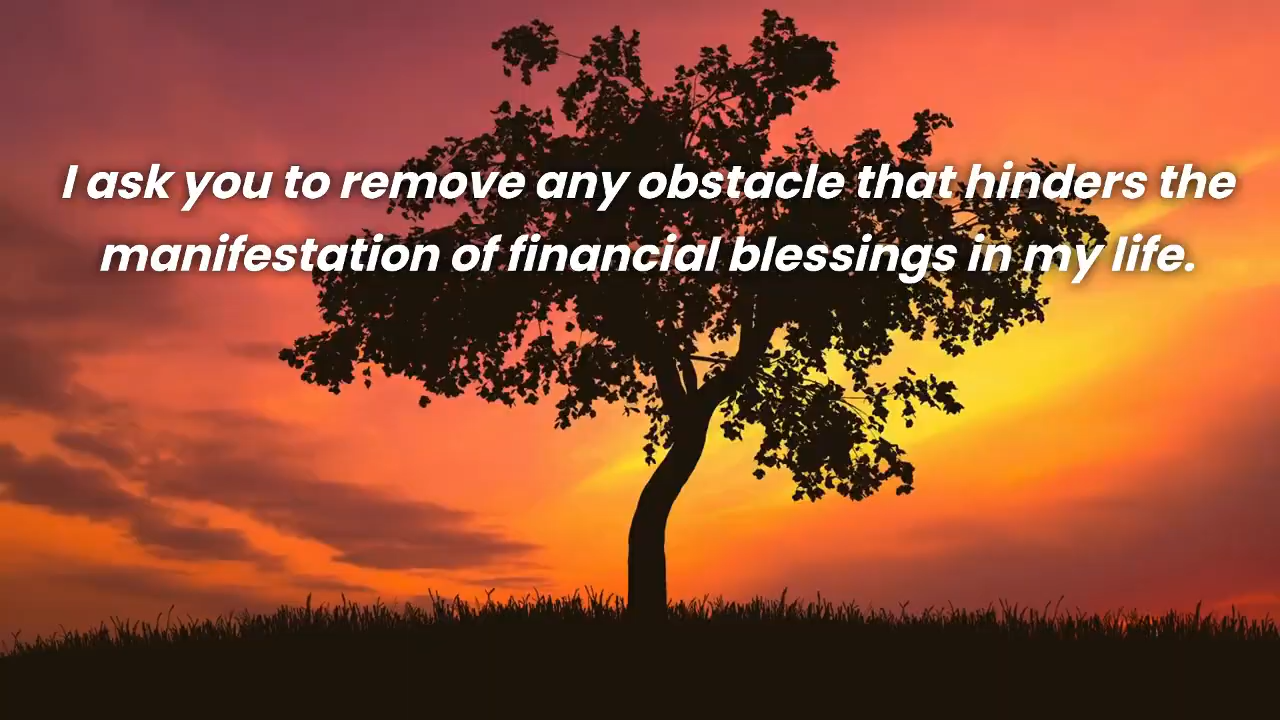 I ask you to remove any obstacle that hinders the
manifestation of financial blessings in my life.